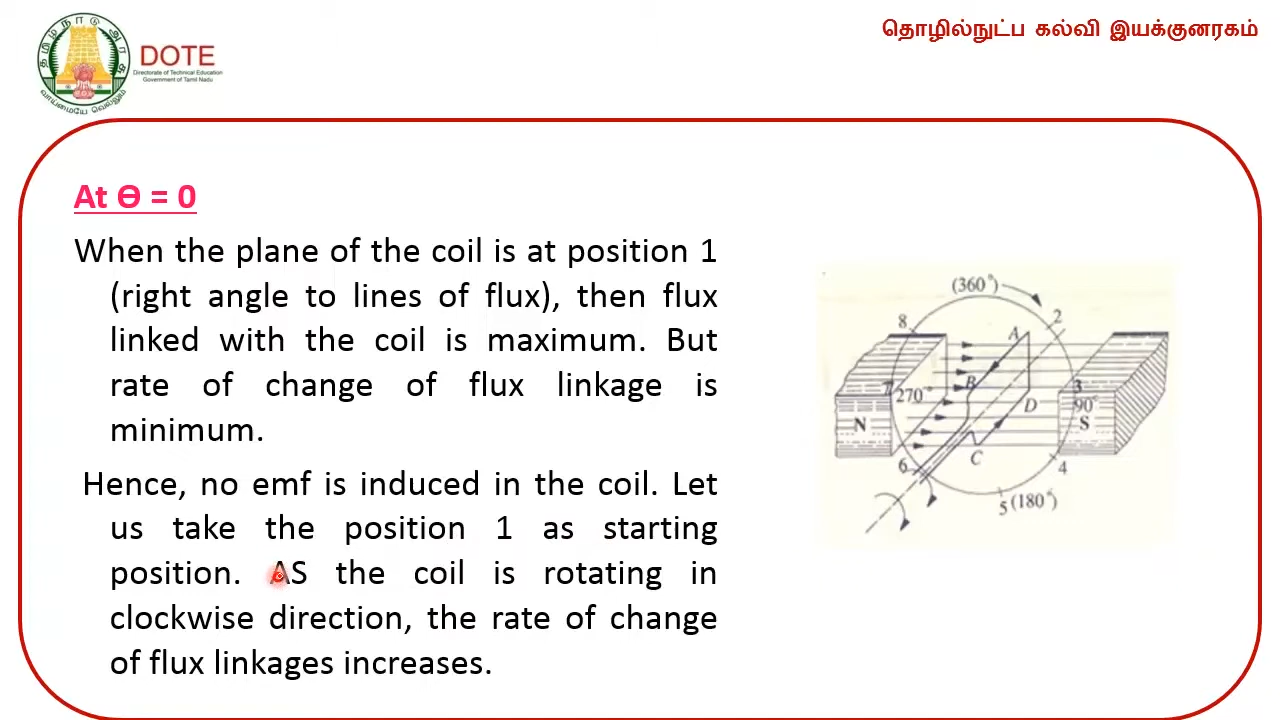 தமிழ்நாடு அரசு
வாய்மையே வெல்லும்
DOTE
Directorate of Technical Education
Government of Tamil Nadu
தொழில்நுட்ப கல்வி இயக்குனரகம்
At Ɵ = 0
When the plane of the coil is at position 1
(right angle to lines of flux), then flux
linked with the coil is maximum. But
rate of change of flux linkage is
minimum.
Hence, no emf is induced in the coil. Let
us take the position 1 as starting
position. AS the coil is rotating in
clockwise direction, the rate of change
of flux linkages increases.
(360°)
8
2
A
B
7
270°
3
90°
D
N
S
C
6
4
5 (180°)